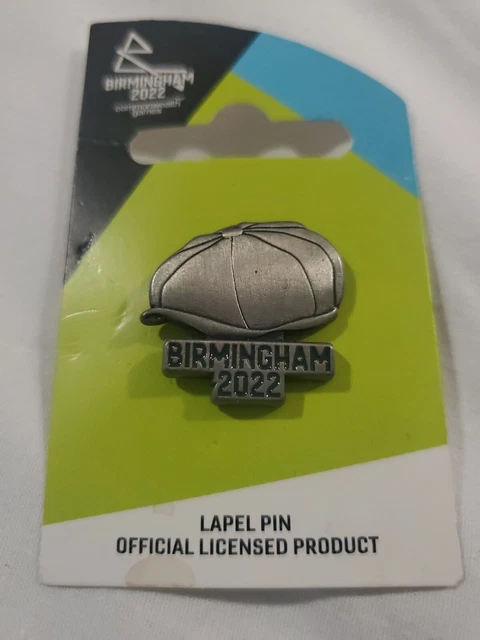 BIRMINGHAM
2022
commonwealth
games
BIRMINGHAM
2022
LAPEL PIN
OFFICIAL LICENSED PRODUCT